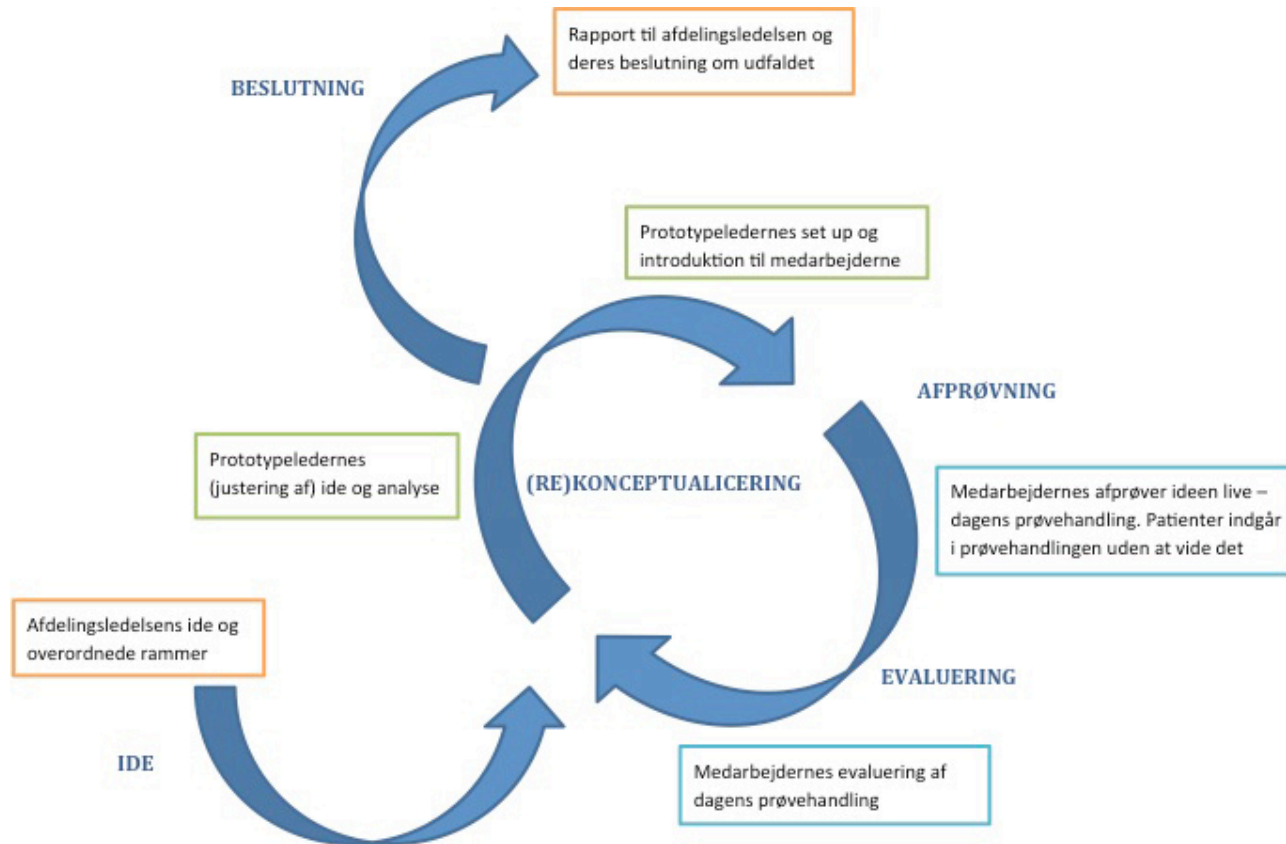 Rapport til afdelingsledelsen og
deres beslutning om udfaldet
BESLUTNING
Prototypeledernes set up og
introduktion til medarbejderne
AFPRØVNING
Prototypeledernes
(justering af) ide og analyse
(RE)KONCEPTUALICERING
Medarbejdernes afprøver ideen live –
dagens prøvehandling. Patienter indgår
i prøvehandlingen uden at vide det
Afdelingsledelsens ide og
overordnede rammer
EVALUERING
IDE
Medarbejdernes evaluering af
dagens prøvehandling